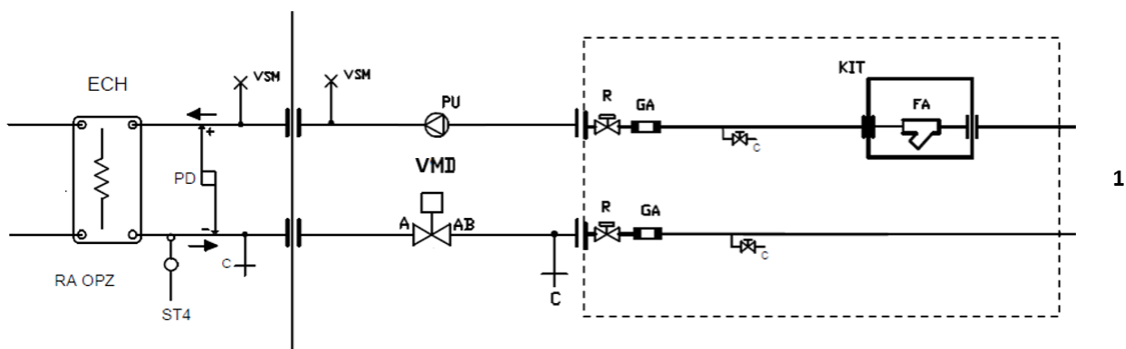 ECH
VSM
VSM
PU
R
GA
KIT
FA
C
+
PD
VMD
1
A
AB
R
GA
-
C
C
C
RA OPZ
ST4